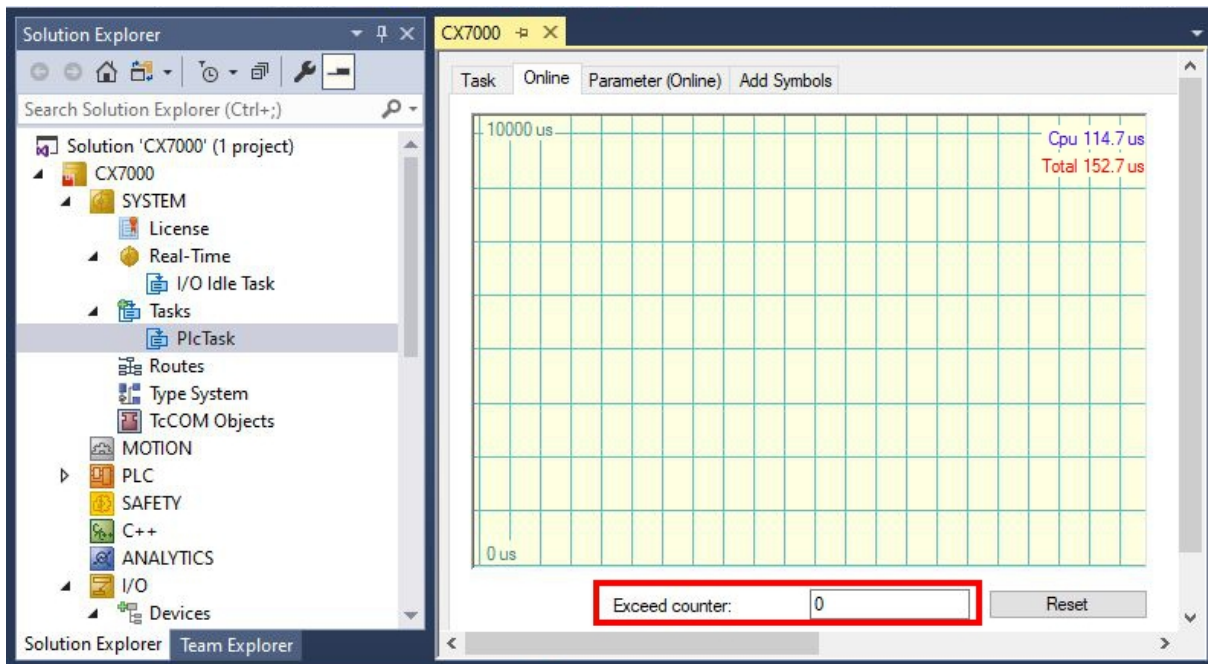 Solution Explorer
Search Solution Explorer (Ctrl+;)
Solution 'CX7000' (1 project)
CX7000
SYSTEM
License
Real-Time
I/O Idle Task
Tasks
PlcTask
Routes
Type System
TcCOM Objects
MOTION
PLC
SAFETY
C++
ANALYTICS
I/O
Devices
Solution Explorer Team Explorer
CX7000
Task Online Parameter (Online) Add Symbols
10000 us
Cpu 114.7 us
Total 152.7 us
0 us
Exceed counter: 0 Reset